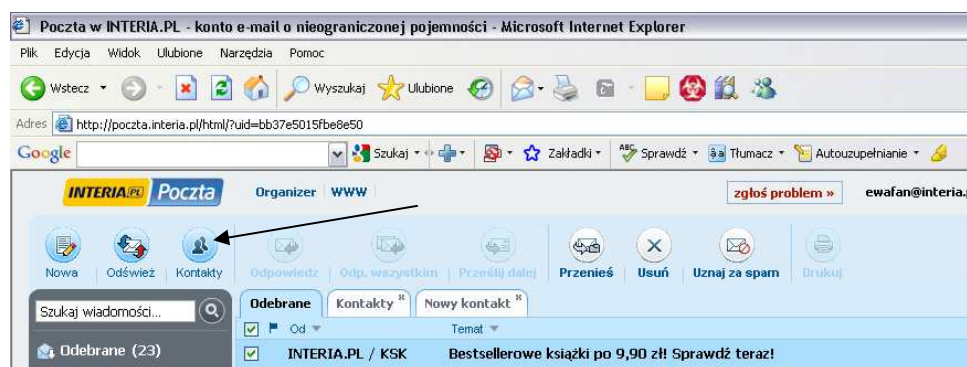 Poczta w INTERIA.PL - konto e-mail o nieograniczonej pojemności - Microsoft Internet Explorer
Plik Edycja Widok Ulubione Narzędzia Pomoc
Wstecz Wyszukaj Ulubione
Adres http://poczta.interia.pl/html/?uid=bb37e5015fbe8e50
Google Szukaj Zakładki Sprawdź Tłumacz Autouzupełnianie
INTERIA.PL Poczta Organizer WWW zgłoś problem » ewafan@interia.p
Nowa Odśwież Kontakty Odpowiedz Odp. wszystkim Prześlij dalej Przenieś Usuń Uznaj za spam Drukuj
Szukaj wiadomości... Odebrane Kontakty x Nowy kontakt x
Od Temat
Odebrane (23) INTERIA.PL / KSK Bestsellerowe książki po 9,90 zł! Sprawdź teraz!